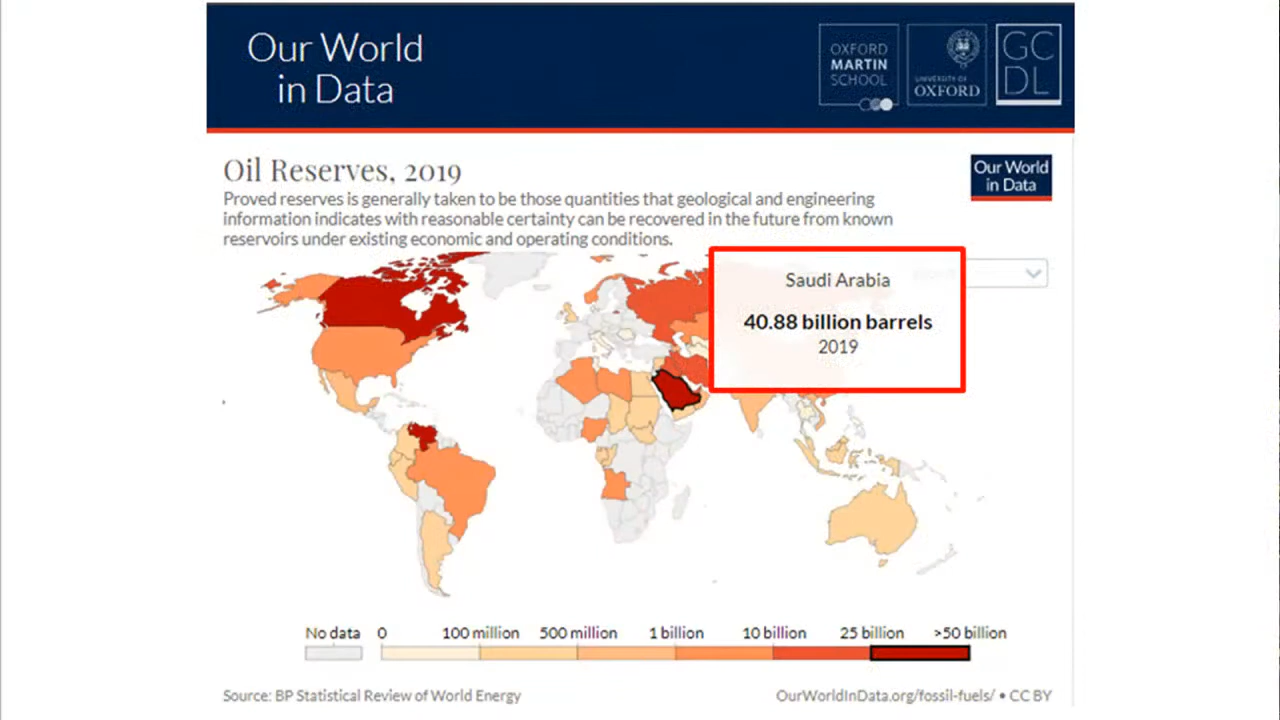 Our World
in Data
OXFORD
MARTIN
SCHOOL
UNIVERSITY OF
OXFORD
GC
DL
Oil Reserves, 2019
Our World
in Data
Proved reserves is generally taken to be those quantities that geological and engineering
information indicates with reasonable certainty can be recovered in the future from known
reservoirs under existing economic and operating conditions.
Saudi Arabia
40.88 billion barrels
2019
No data 0 100 million 500 million 1 billion 10 billion 25 billion >50 billion
Source: BP Statistical Review of World Energy
OurWorldInData.org/fossil-fuels/ • CC BY